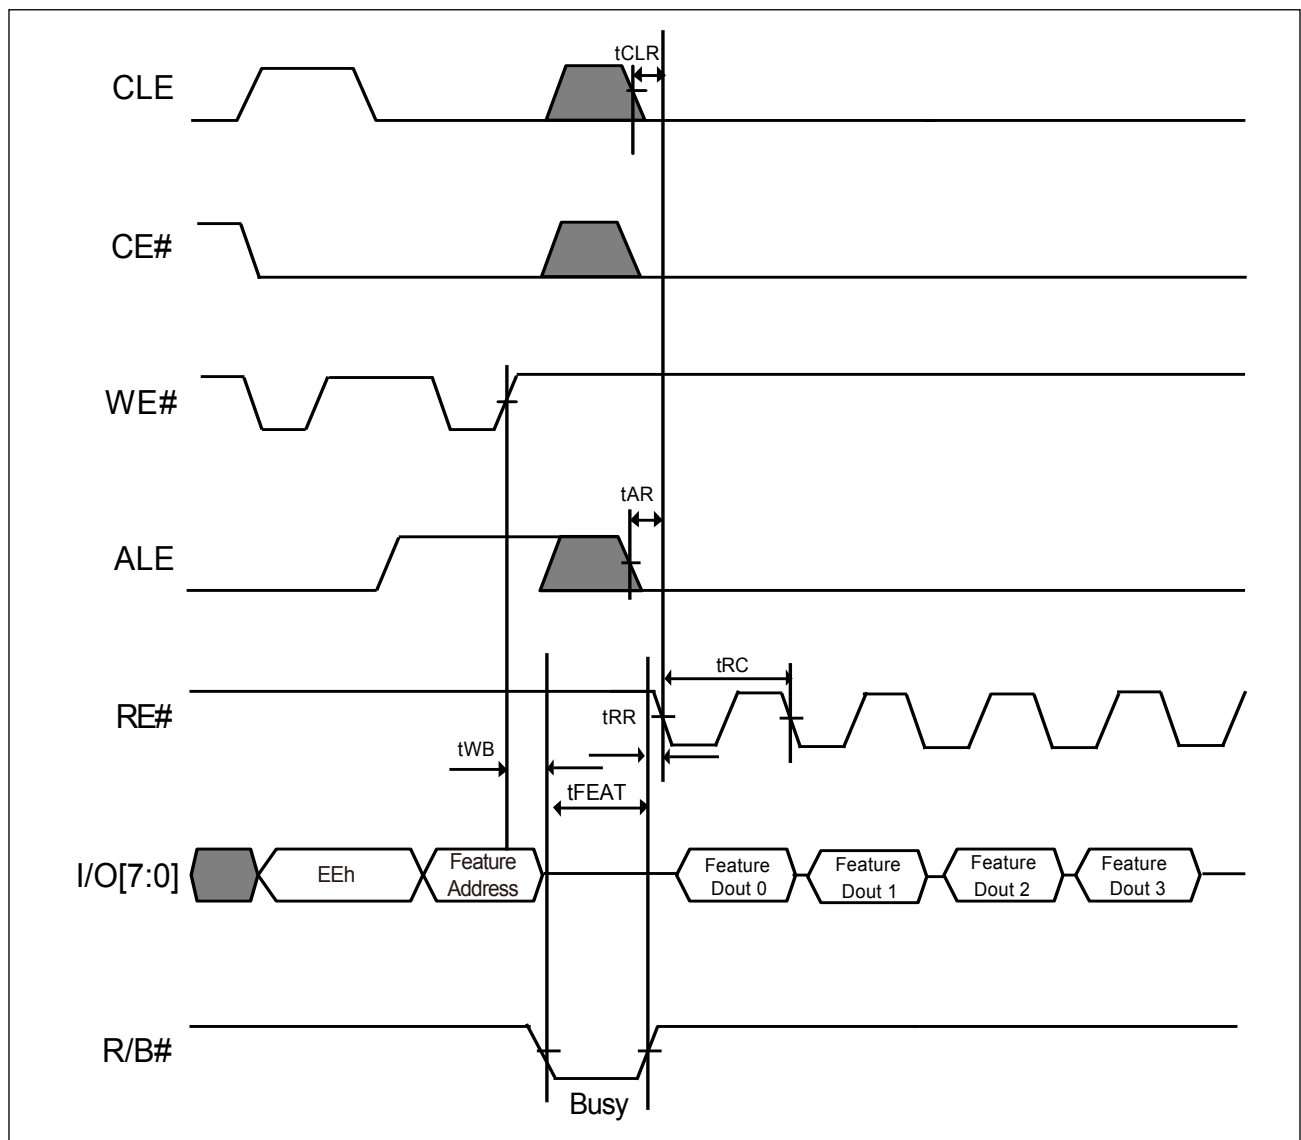 tCLR
CLE
CE#
WE#
tAR
ALE
tRC
RE#
tRR
tWB
tFEAT
I/O[7:0]
EEh
Feature
Address
Feature
Dout 0
Feature
Dout 1
Feature
Dout 2
Feature
Dout 3
R/B#
Busy